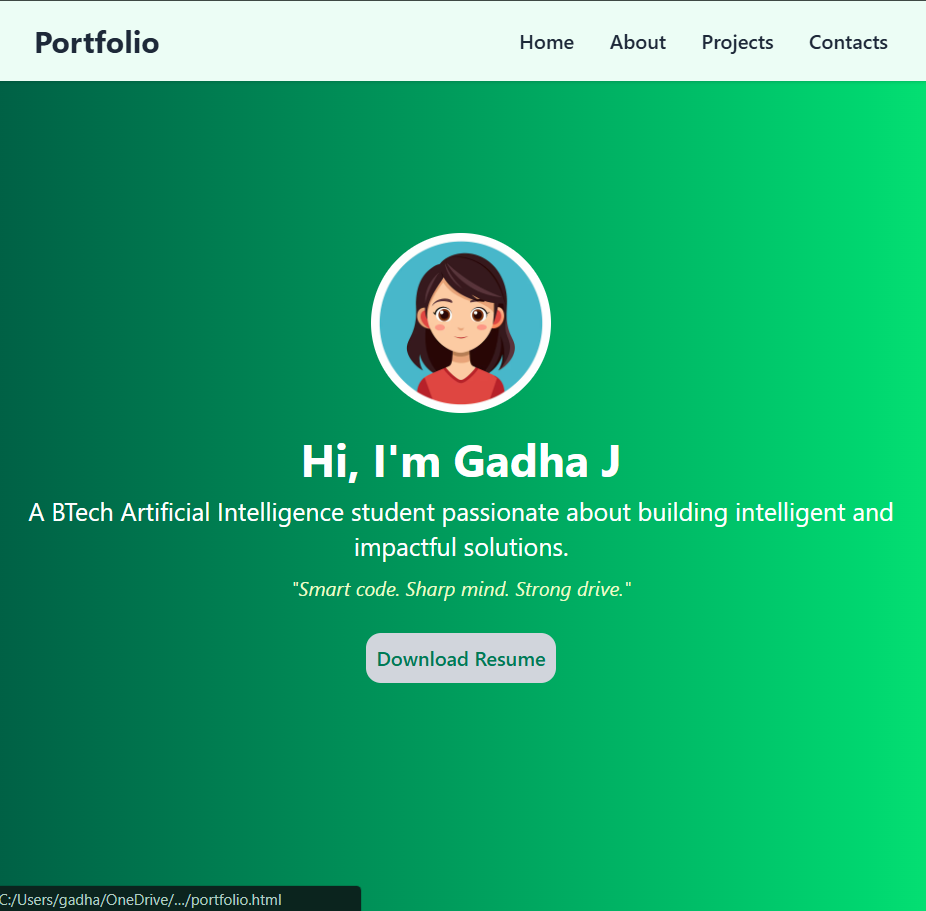 Portfolio
Home About Projects Contacts
Hi, I'm Gadha J
A BTech Artificial Intelligence student passionate about building intelligent and
impactful solutions.
"Smart code. Sharp mind. Strong drive."
Download Resume
C:/Users/gadha/OneDrive/.../portfolio.html